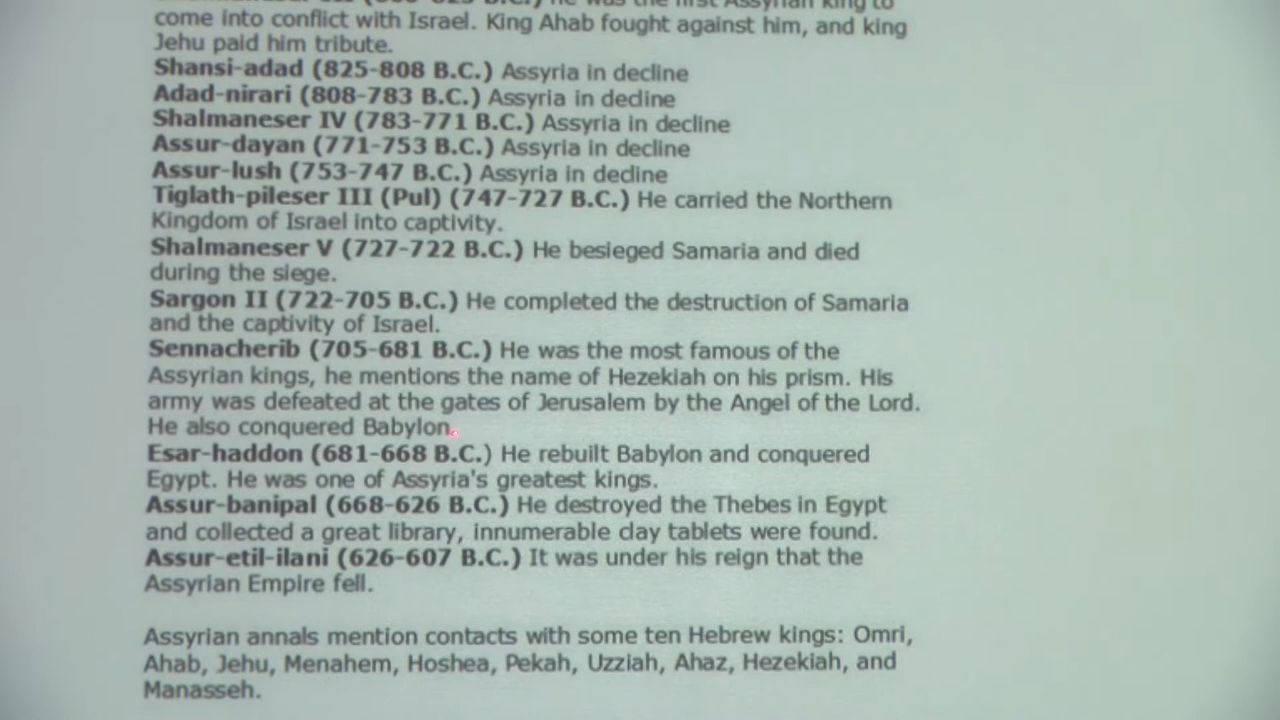 come into conflict with Israel. King Ahab fought against him, and king
Jehu paid him tribute.
Shansi-adad (825-808 B.C.) Assyria in decline
Adad-nirari (808-783 B.C.) Assyria in decline
Shalmaneser IV (783-771 B.C.) Assyria in decline
Assur-dayan (771-753 B.C.) Assyria in decline
Assur-lush (753-747 B.C.) Assyria in decline
Tiglath-pileser III (Pul) (747-727 B.C.) He carried the Northern
Kingdom of Israel into captivity.
Shalmaneser V (727-722 B.C.) He besieged Samaria and died
during the siege.
Sargon II (722-705 B.C.) He completed the destruction of Samaria
and the captivity of Israel.
Sennacherib (705-681 B.C.) He was the most famous of the
Assyrian kings, he mentions the name of Hezekiah on his prism. His
army was defeated at the gates of Jerusalem by the Angel of the Lord.
He also conquered Babylon.
Esar-haddon (681-668 B.C.) He rebuilt Babylon and conquered
Egypt. He was one of Assyria's greatest kings.
Assur-banipal (668-626 B.C.) He destroyed the Thebes in Egypt
and collected a great library, innumerable clay tablets were found.
Assur-etil-ilani (626-607 B.C.) It was under his reign that the
Assyrian Empire fell.
Assyrian annals mention contacts with some ten Hebrew kings: Omri,
Ahab, Jehu, Menahem, Hoshea, Pekah, Uzziah, Ahaz, Hezekiah, and
Manasseh.